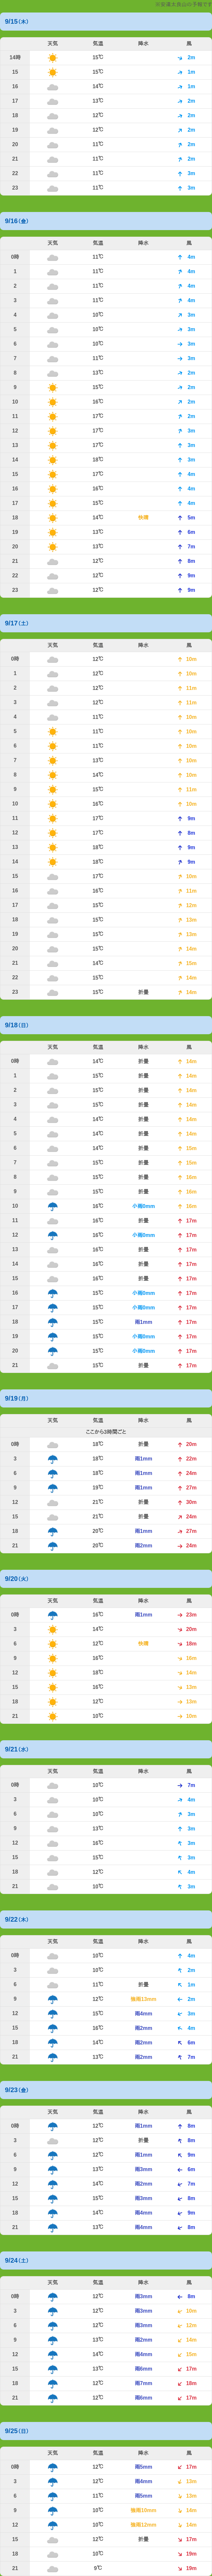 ※安達太良山の予報です
9/15(木)
天気 気温 降水 風
14時 15℃ 2m
15 15℃ 1m
16 14℃ 1m
17 13℃ 2m
18 12℃ 2m
19 12℃ 2m
20 11℃ 2m
21 11℃ 2m
22 11℃ 3m
23 11℃ 3m
9/16(金)
天気 気温 降水 風
0時 11℃ 4m
1 11℃ 4m
2 11℃ 4m
3 11℃ 4m
4 10℃ 3m
5 10℃ 3m
6 10℃ 3m
7 11℃ 3m
8 13℃ 2m
9 15℃ 2m
10 16℃ 2m
11 17℃ 2m
12 17℃ 3m
13 17℃ 3m
14 18℃ 3m
15 17℃ 4m
16 16℃ 4m
17 15℃ 4m
18 14℃ 快晴 5m
19 13℃ 6m
20 13℃ 7m
21 12℃ 8m
22 12℃ 9m
23 12℃ 9m
9/17(土)
天気 気温 降水 風
0時 12℃ 10m
1 12℃ 10m
2 12℃ 11m
3 12℃ 11m
4 11℃ 10m
5 11℃ 10m
6 11℃ 10m
7 13℃ 10m
8 14℃ 10m
9 15℃ 11m
10 16℃ 10m
11 17℃ 9m
12 17℃ 8m
13 18℃ 9m
14 18℃ 9m
15 17℃ 10m
16 16℃ 11m
17 15℃ 12m
18 15℃ 13m
19 15℃ 13m
20 15℃ 14m
21 14℃ 15m
22 15℃ 14m
23 15℃ 折曇 14m
9/18(日)
天気 気温 降水 風
0時 14℃ 折曇 14m
1 15℃ 折曇 14m
2 15℃ 折曇 14m
3 15℃ 折曇 14m
4 14℃ 折曇 14m
5 14℃ 折曇 14m
6 14℃ 折曇 15m
7 15℃ 折曇 15m
8 15℃ 折曇 16m
9 15℃ 折曇 16m
10 16℃ 小雨0mm 16m
11 16℃ 折曇 17m
12 16℃ 小雨0mm 17m
13 16℃ 折曇 17m
14 16℃ 折曇 17m
15 16℃ 折曇 17m
16 15℃ 小雨0mm 17m
17 15℃ 小雨0mm 17m
18 15℃ 雨1mm 17m
19 15℃ 小雨0mm 17m
20 15℃ 小雨0mm 17m
21 15℃ 折曇 17m
9/19(月)
天気 気温 降水 風
ここから3時間ごと
0時 18℃ 折曇 20m
3 18℃ 雨1mm 22m
6 18℃ 雨1mm 24m
9 19℃ 雨1mm 27m
12 21℃ 折曇 30m
15 21℃ 折曇 24m
18 20℃ 雨1mm 27m
21 20℃ 雨2mm 24m
9/20(火)
天気 気温 降水 風
0時 16℃ 雨1mm 23m
3 14℃ 20m
6 12℃ 快晴 18m
9 16℃ 16m
12 18℃ 14m
15 16℃ 13m
18 12℃ 13m
21 10℃ 10m
9/21(水)
天気 気温 降水 風
0時 10℃ 7m
3 10℃ 4m
6 10℃ 3m
9 13℃ 3m
12 16℃ 3m
15 15℃ 3m
18 12℃ 4m
21 10℃ 3m
9/22(木)
天気 気温 降水 風
0時 10℃ 4m
3 10℃ 2m
6 11℃ 折曇 1m
9 12℃ 強雨13mm 2m
12 15℃ 雨4mm 3m
15 16℃ 雨2mm 4m
18 14℃ 雨2mm 6m
21 13℃ 雨2mm 7m
9/23(金)
天気 気温 降水 風
0時 12℃ 雨1mm 8m
3 12℃ 折曇 8m
6 12℃ 雨1mm 9m
9 13℃ 雨3mm 6m
12 14℃ 雨2mm 7m
15 15℃ 雨3mm 8m
18 14℃ 雨4mm 9m
21 13℃ 雨4mm 8m
9/24(土)
天気 気温 降水 風
0時 12℃ 雨3mm 8m
3 12℃ 雨3mm 10m
6 12℃ 雨3mm 12m
9 13℃ 雨2mm 14m
12 14℃ 雨4mm 15m
15 13℃ 雨6mm 17m
18 12℃ 雨7mm 18m
21 12℃ 雨6mm 17m
9/25(日)
天気 気温 降水 風
0時 12℃ 雨5mm 17m
3 12℃ 雨4mm 13m
6 11℃ 雨5mm 13m
9 10℃ 強雨10mm 14m
12 10℃ 強雨12mm 14m
15 12℃ 折曇 17m
18 10℃ 19m
21 9℃ 19m